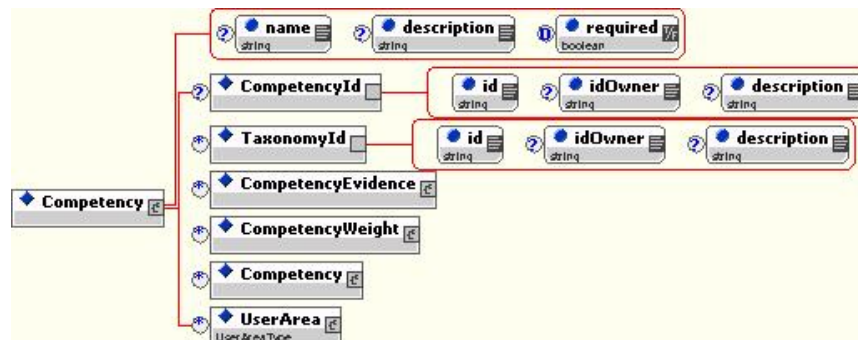 name description required
string string boolean
CompetencyId id idOwner description
string string string
TaxonomyId id idOwner description
string string string
CompetencyEvidence
Competency
CompetencyWeight
Competency
UserArea
UserAreaType